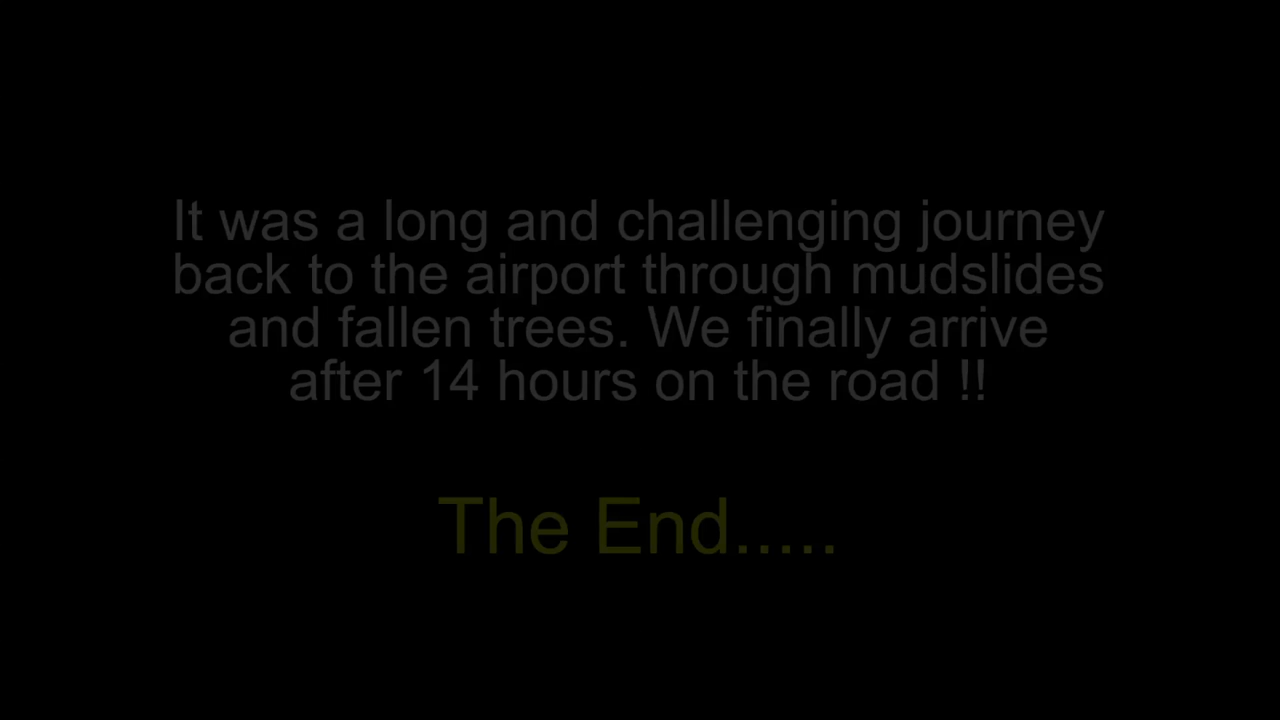 It was a long and challenging journey
back to the airport through mudslides
and fallen trees. We finally arrive
after 14 hours on the road !!
The End.....